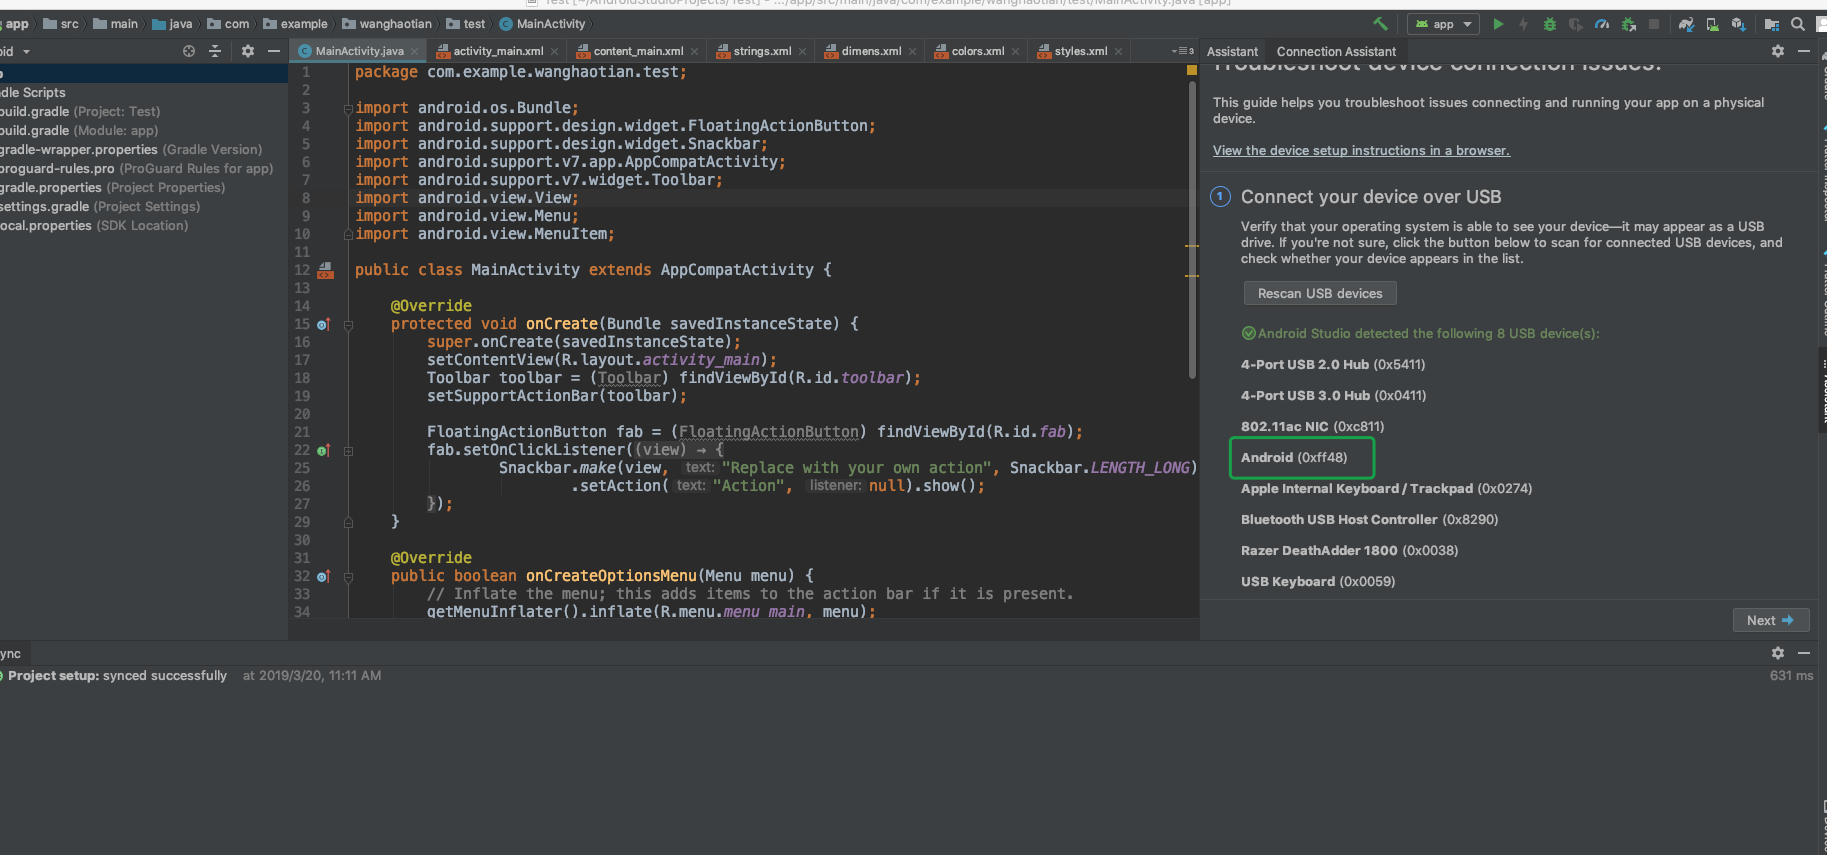 Test [~/AndroidStudioProjects/Test] - .../app/src/main/java/com/example/wanghaotian/test/MainActivity.java [app]
app src main java com example wanghaotian test MainActivity
app
MainActivity.java activity_main.xml content_main.xml strings.xml dimens.xml colors.xml styles.xml
Assistant Connection Assistant
build.gradle (Project: Test)
build.gradle (Module: app)
gradle-wrapper.properties (Gradle Version)
proguard-rules.pro (ProGuard Rules for app)
gradle.properties (Project Properties)
settings.gradle (Project Settings)
ocal.properties (SDK Location)
dle Scripts
1 package com.example.wanghaotian.test;
2
3 import android.os.Bundle;
4 import android.support.design.widget.FloatingActionButton;
5 import android.support.design.widget.Snackbar;
6 import android.support.v7.app.AppCompatActivity;
7 import android.support.v7.widget.Toolbar;
8 import android.view.View;
9 import android.view.Menu;
10 import android.view.MenuItem;
11
12 public class MainActivity extends AppCompatActivity {
13
14 @Override
15 protected void onCreate(Bundle savedInstanceState) {
16 super.onCreate(savedInstanceState);
17 setContentView(R.layout.activity_main);
18 Toolbar toolbar = (Toolbar) findViewById(R.id.toolbar);
19 setSupportActionBar(toolbar);
20
21 FloatingActionButton fab = (FloatingActionButton) findViewById(R.id.fab);
22 fab.setOnClickListener((view) → {
25 Snackbar.make(view, text: "Replace with your own action", Snackbar.LENGTH_LONG)
26 .setAction( text: "Action", listener: null).show();
27 });
29 }
30
31 @Override
32 public boolean onCreateOptionsMenu(Menu menu) {
33 // Inflate the menu; this adds items to the action bar if it is present.
34 getMenuInflater().inflate(R.menu.menu_main, menu);
Troubleshoot device connection issues.
This guide helps you troubleshoot issues connecting and running your app on a physical
device.
View the device setup instructions in a browser.
1 Connect your device over USB
Verify that your operating system is able to see your device—it may appear as a USB
drive. If you're not sure, click the button below to scan for connected USB devices, and
check whether your device appears in the list.
Rescan USB devices
Android Studio detected the following 8 USB device(s):
4-Port USB 2.0 Hub (0x5411)
4-Port USB 3.0 Hub (0x0411)
802.11ac NIC (0xc811)
Android (0xff48)
Apple Internal Keyboard / Trackpad (0x0274)
Bluetooth USB Host Controller (0x8290)
Razer DeathAdder 1800 (0x0038)
USB Keyboard (0x0059)
Next
ync
Project setup: synced successfully at 2019/3/20, 11:11 AM
631 ms